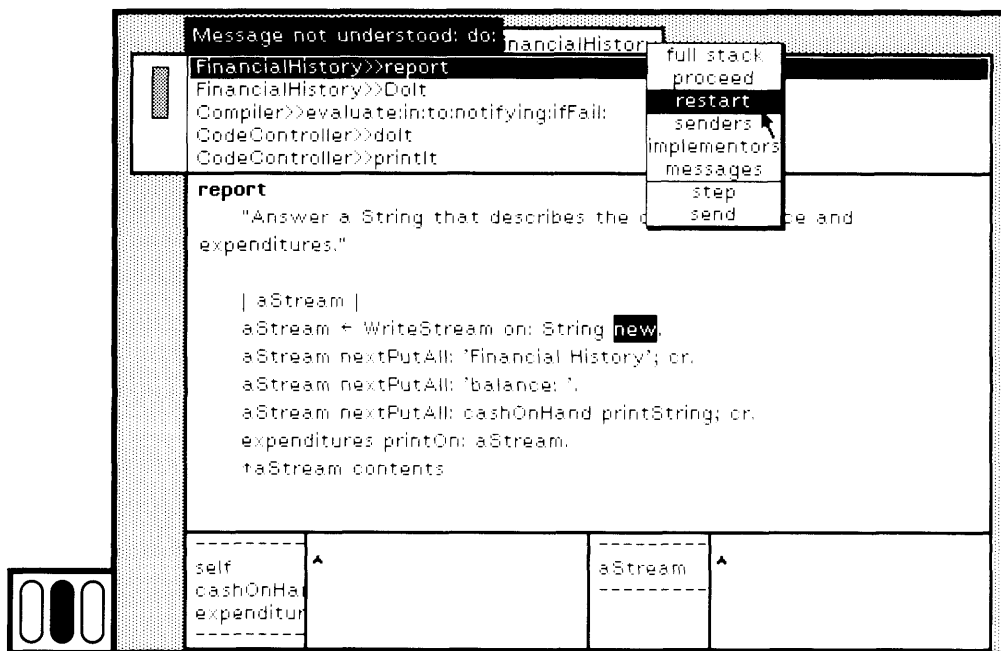 Message not understood: do:
nancialHistor
FinancialHistory>>report
FinancialHistory>>DoIt
Compiler>>evaluate:in:to:notifying:ifFail:
CodeController>>doIt
CodeController>>printIt
full stack
proceed
restart
senders
implementors
messages
step
send
report
"Answer a String that describes the ce and
expenditures."
| aStream |
aStream ← WriteStream on: String new.
aStream nextPutAll: 'Financial History'; cr.
aStream nextPutAll: 'balance: '.
aStream nextPutAll: cashOnHand printString; cr.
expenditures printOn: aStream.
↑aStream contents
self
cashOnHa
expenditur
aStream